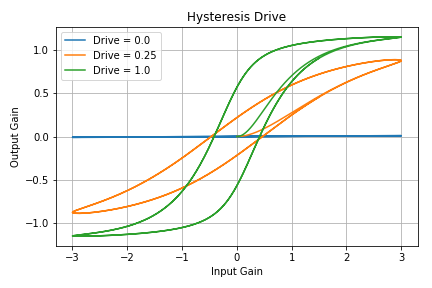 Hysteresis Drive
Drive = 0.0
Drive = 0.25
Drive = 1.0
Output Gain
1.0
0.5
0.0
−0.5
−1.0
−3
−2
−1
0
1
2
3
Input Gain